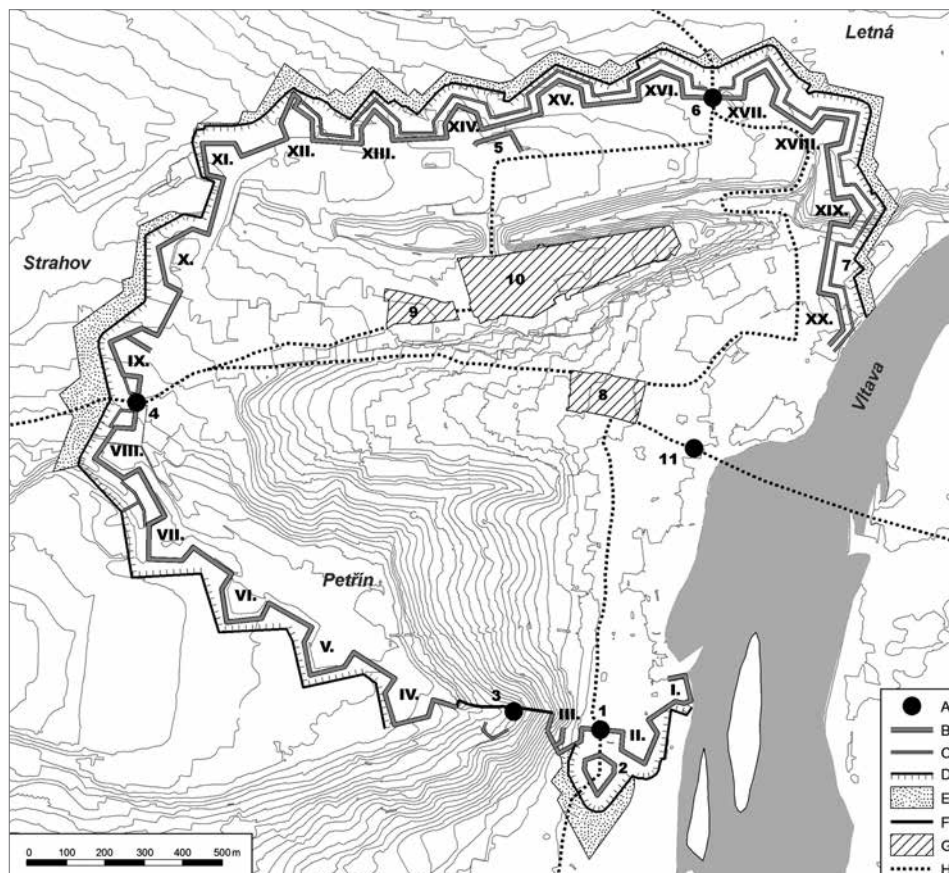 Letná
XVI.
XV.
6
XVII.
XIV.
XII.
XIII.
5
XI.
XVIII.
XIX.
Strahov
X.
7
10
9
XX.
IX.
8
Vltava
4
11
VIII.
VII.
Petřín
VI.
V.
I.
IV.
3
III.
1
II.
2
A
B
C
D
E
F
G
H
0 100 200 300 400 500 m